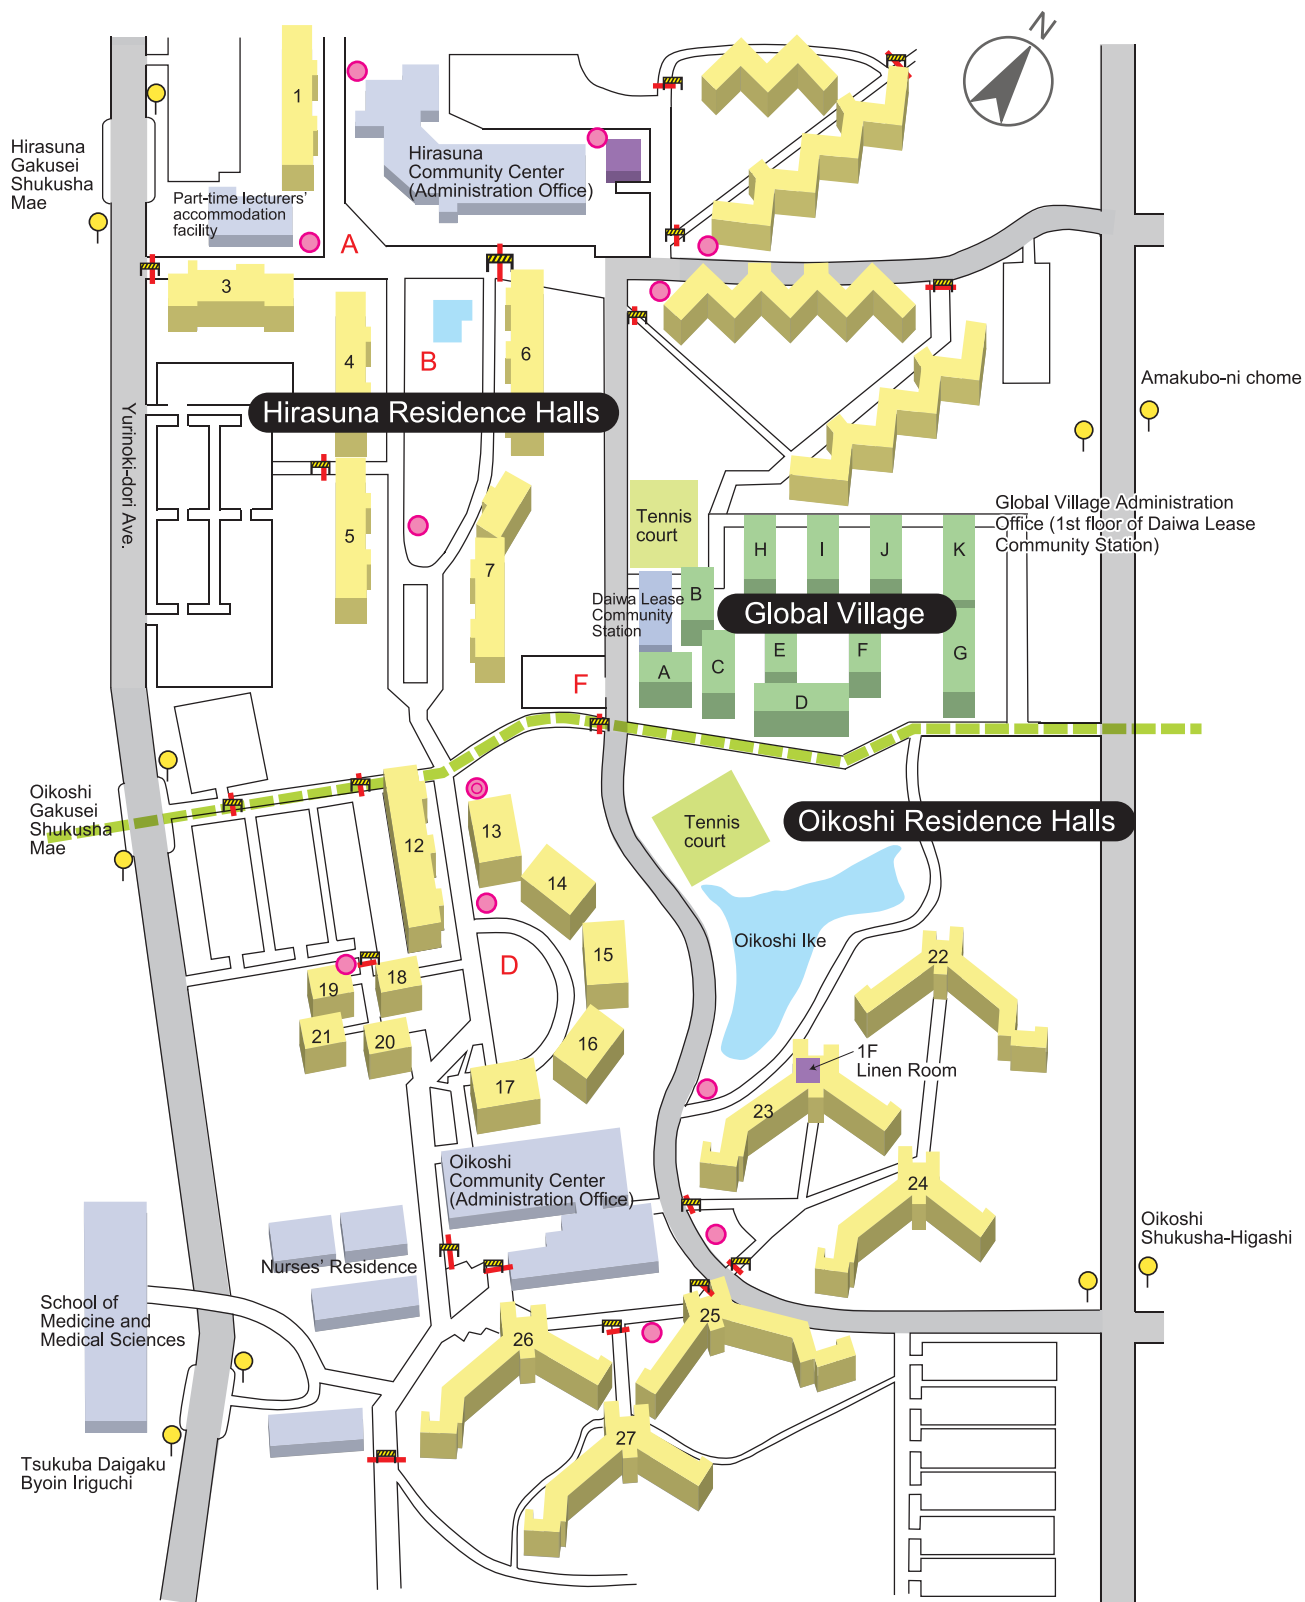 N
1
Hirasuna
Gakusei
Shukusha
Mae
Hirasuna
Community Center
(Administration Office)
Part-time lecturers'
accommodation
facility
A
3
4
B
6
Hirasuna Residence Halls
Yurinoki-dori Ave.
5
7
Amakubo-ni chome
Global Village Administration
Office (1st floor of Daiwa Lease
Community Station)
Tennis
court
H
I
J
K
Daiwa Lease
Community
Station
B
Global Village
A
C
E
F
G
D
F
Oikoshi
Gakusei
Shukusha
Mae
12
13
14
15
16
17
18
19
20
21
D
Tennis
court
Oikoshi Residence Halls
Oikoshi Ike
22
1F
Linen Room
23
24
Oikoshi
Community Center
(Administration Office)
Nurses' Residence
School of
Medicine and
Medical Sciences
Oikoshi
Shukusha-Higashi
25
26
27
Tsukuba Daigaku
Byoin Iriguchi